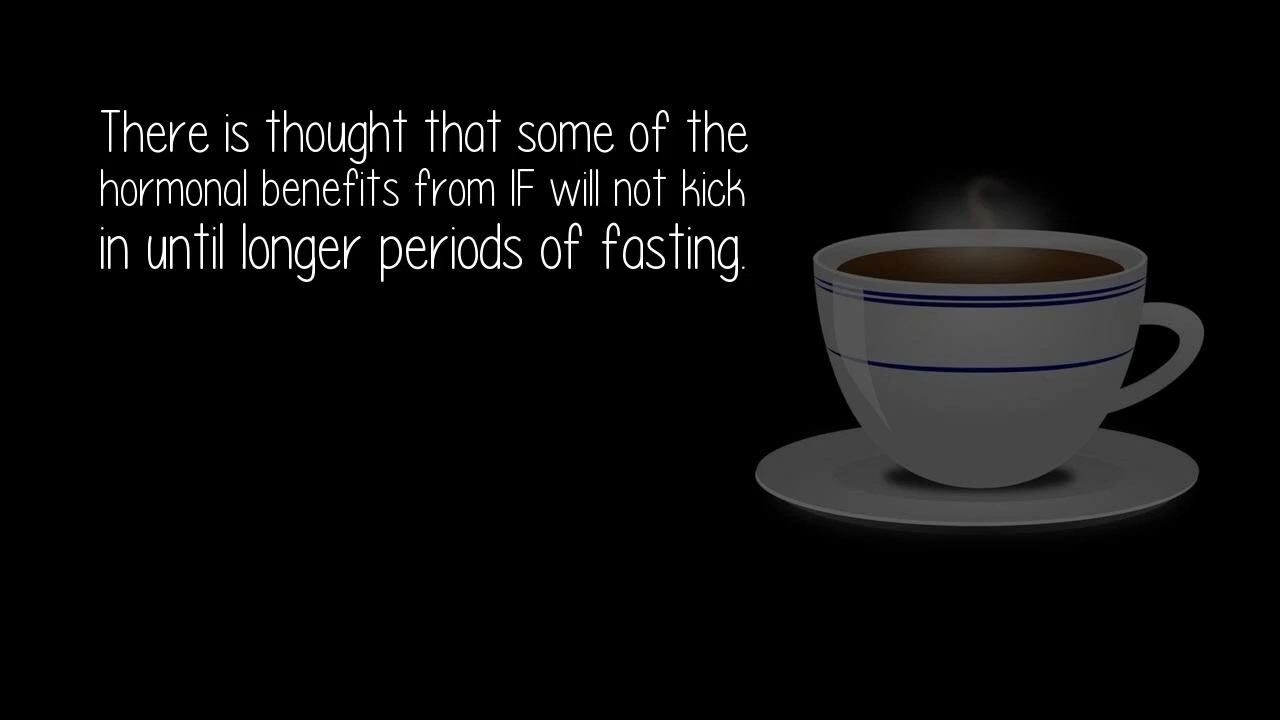 There is thought that some of the
hormonal benefits from IF will not kick
in until longer periods of fasting.